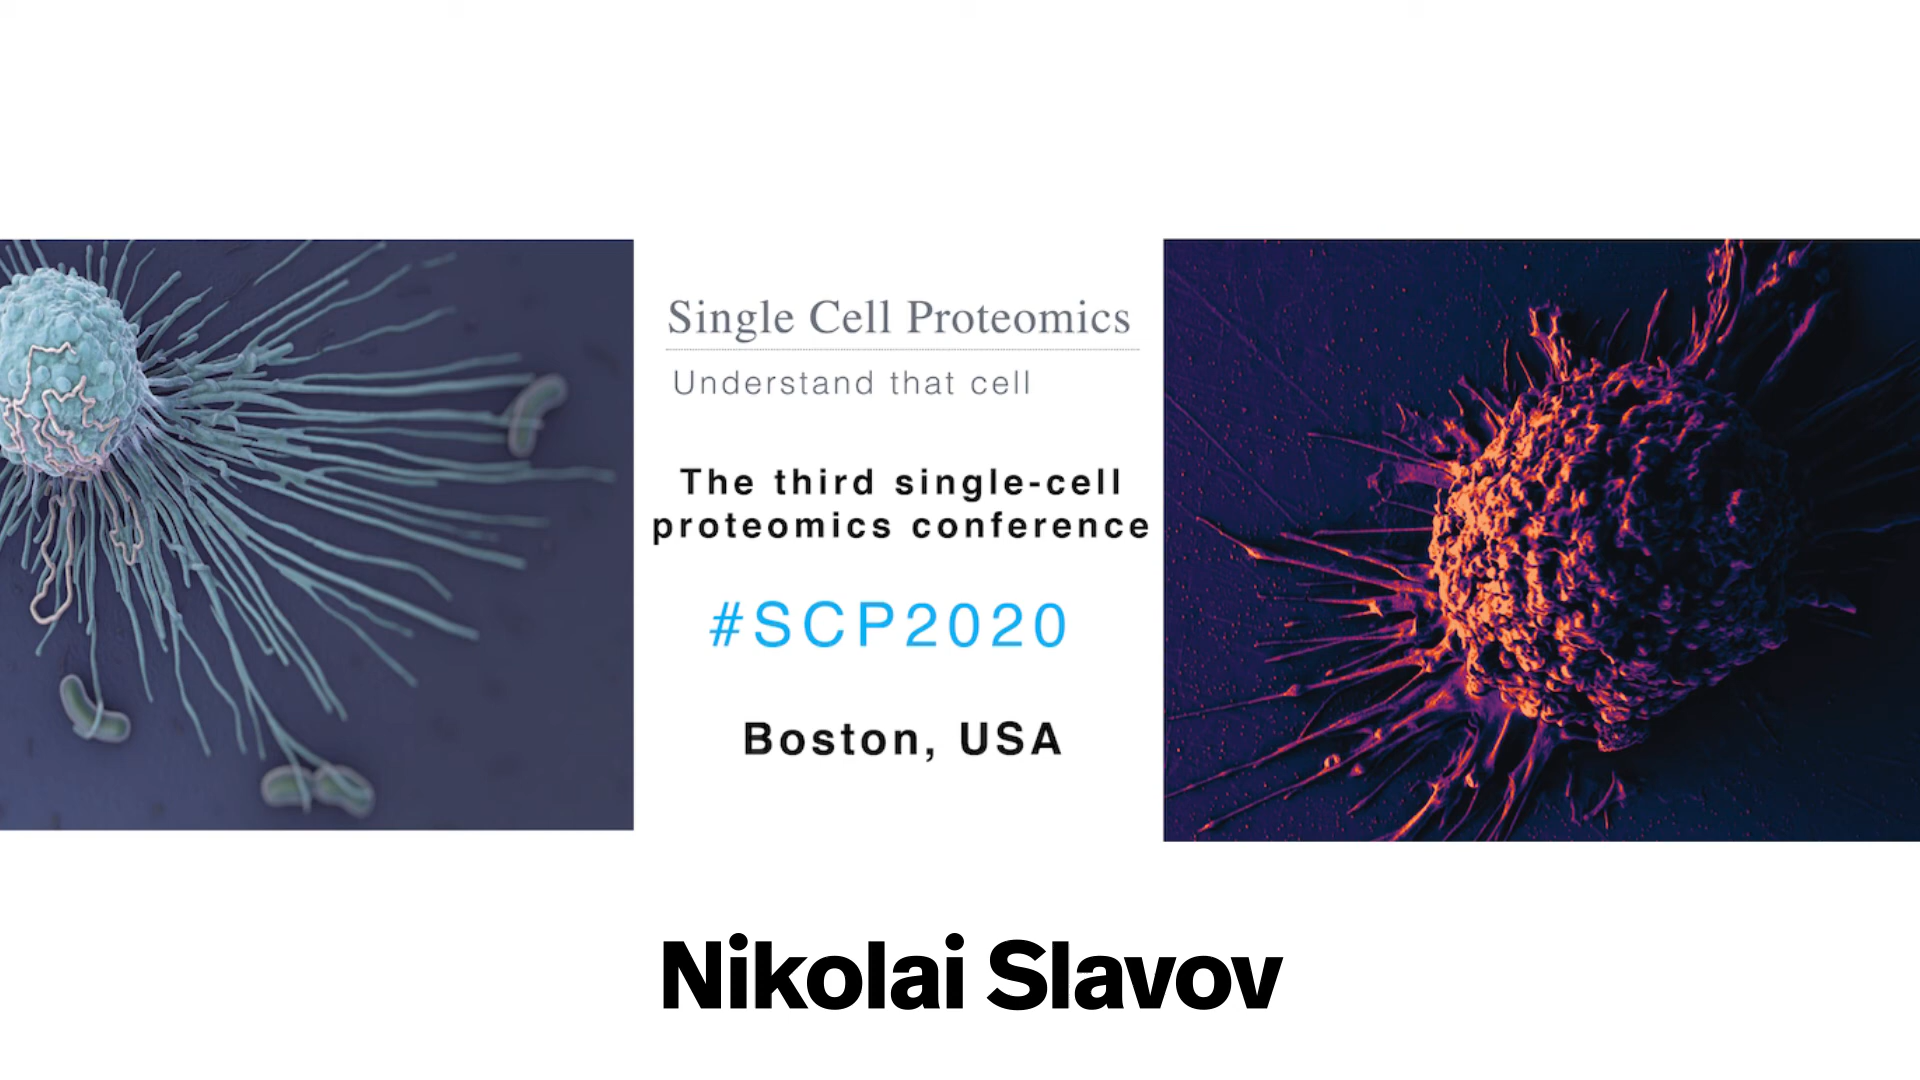 Single Cell Proteomics
Understand that cell
The third single-cell
proteomics conference
#SCP2020
Boston, USA
Nikolai Slavov